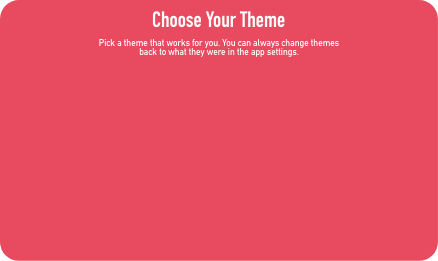 Choose Your Theme
Pick a theme that works for you. You can always change themes
back to what they were in the app settings.